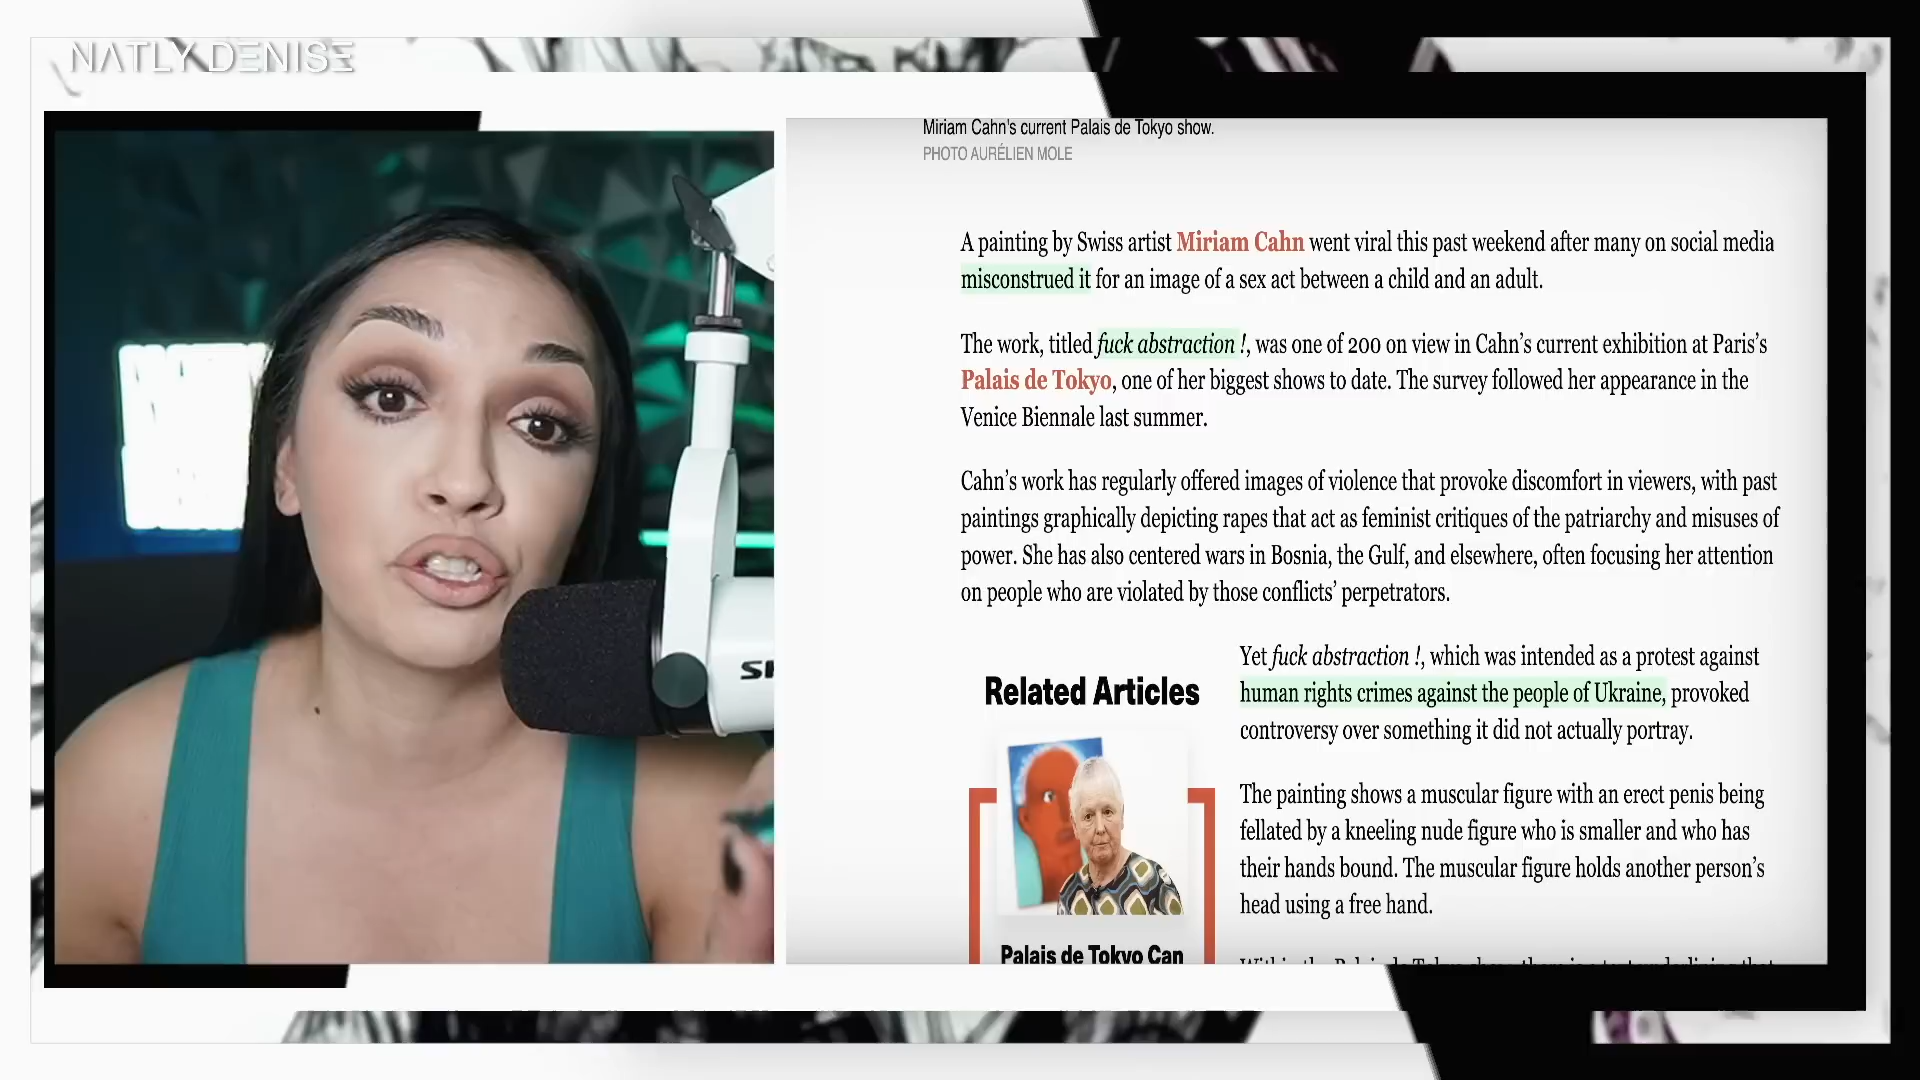 NATLY DENISE
Miriam Cahn's current Palais de Tokyo show.
PHOTO AURÉLIEN MOLE
A painting by Swiss artist Miriam Cahn went viral this past weekend after many on social media
misconstrued it for an image of a sex act between a child and an adult.
The work, titled fuck abstraction !, was one of 200 on view in Cahn’s current exhibition at Paris’s
Palais de Tokyo, one of her biggest shows to date. The survey followed her appearance in the
Venice Biennale last summer.
Cahn’s work has regularly offered images of violence that provoke discomfort in viewers, with past
paintings graphically depicting rapes that act as feminist critiques of the patriarchy and misuses of
power. She has also centered wars in Bosnia, the Gulf, and elsewhere, often focusing her attention
on people who are violated by those conflicts’ perpetrators.
Yet fuck abstraction !, which was intended as a protest against
human rights crimes against the people of Ukraine, provoked
controversy over something it did not actually portray.
The painting shows a muscular figure with an erect penis being
fellated by a kneeling nude figure who is smaller and who has
their hands bound. The muscular figure holds another person’s
head using a free hand.
Related Articles
Palais de Tokyo Can
SH